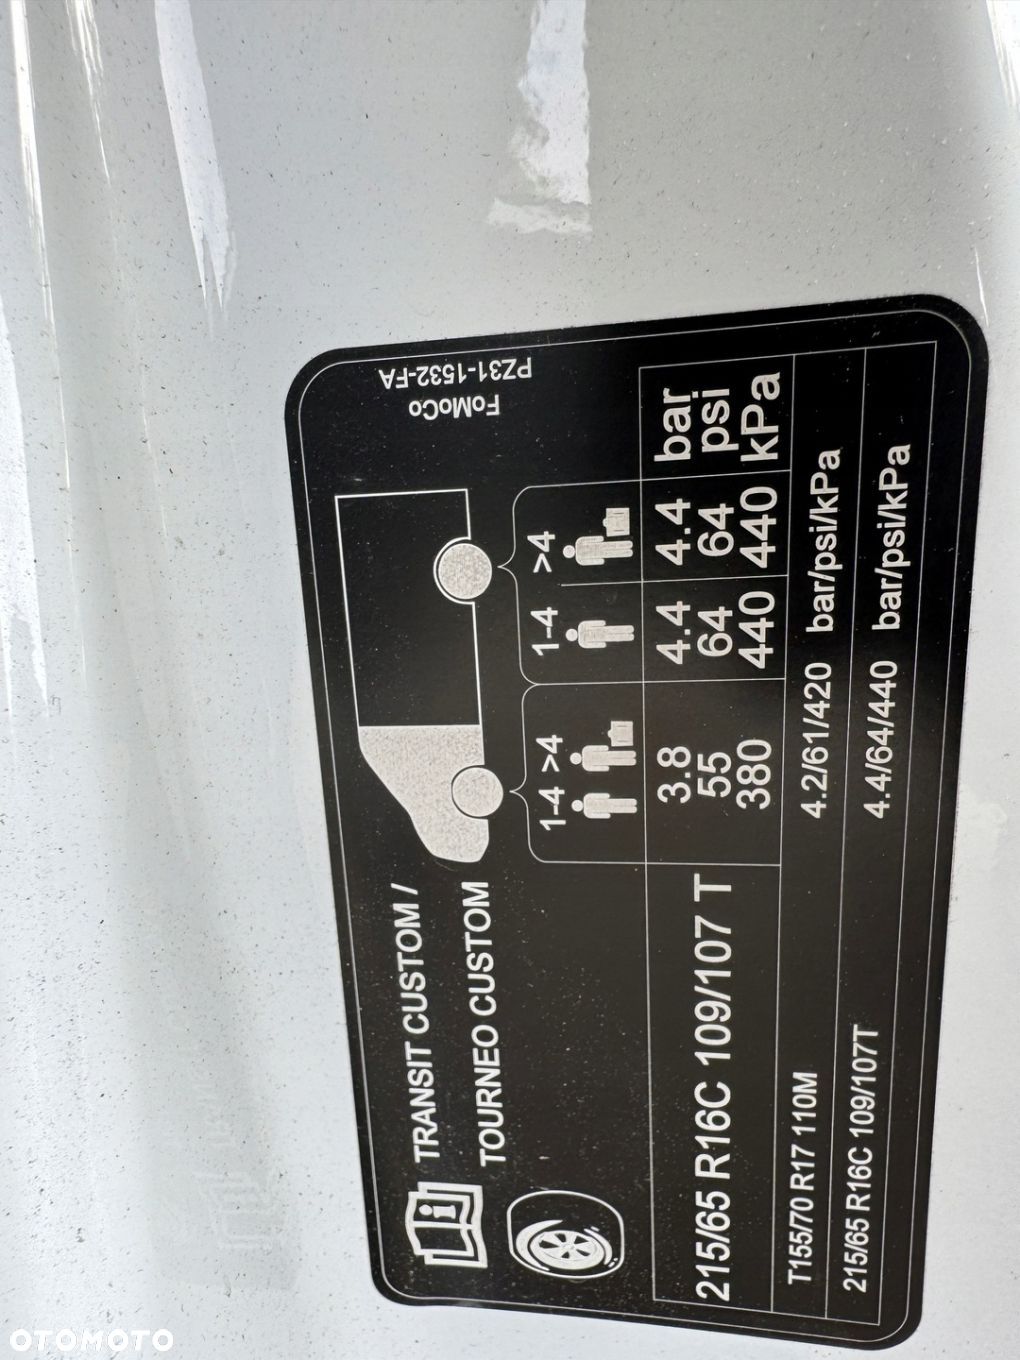 TRANSIT CUSTOM /
TOURNEO CUSTOM
FoMoCo
PZ31-1532-FA
1-4 >4 1-4 >4
215/65 R16C 109/107 T 3.8 4.4 4.4 bar
55 64 64 psi
380 440 440 kPa
T155/70 R17 110M 4.2/61/420 bar/psi/kPa
215/65 R16C 109/107T 4.4/64/440 bar/psi/kPa
OTOMOTO